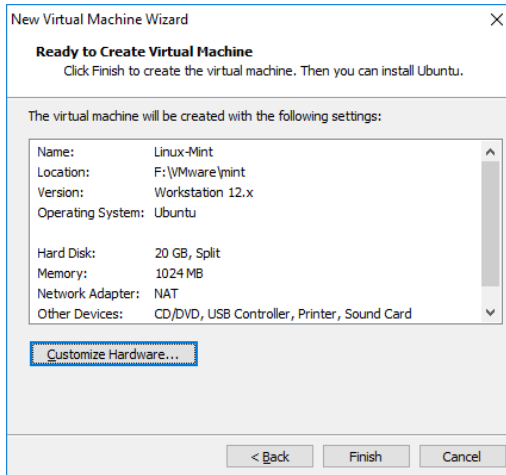 New Virtual Machine Wizard
Ready to Create Virtual Machine
Click Finish to create the virtual machine. Then you can install Ubuntu.
The virtual machine will be created with the following settings:
Name: Linux-Mint
Location: F:\VMware\mint
Version: Workstation 12.x
Operating System: Ubuntu
Hard Disk: 20 GB, Split
Memory: 1024 MB
Network Adapter: NAT
Other Devices: CD/DVD, USB Controller, Printer, Sound Card
Customize Hardware...
< Back Finish Cancel